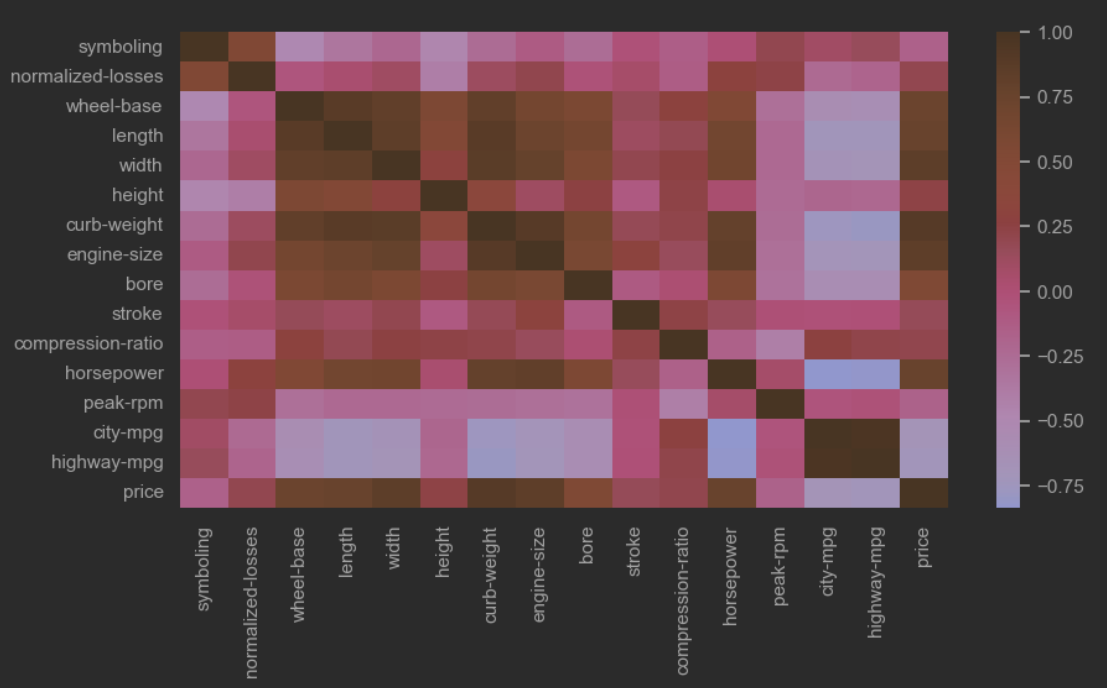 symboling
normalized-losses
wheel-base
length
width
height
curb-weight
engine-size
bore
stroke
compression-ratio
horsepower
peak-rpm
city-mpg
highway-mpg
price
symboling
normalized-losses
wheel-base
length
width
height
curb-weight
engine-size
bore
stroke
compression-ratio
horsepower
peak-rpm
city-mpg
highway-mpg
price
1.00
0.75
0.50
0.25
0.00
−0.25
−0.50
−0.75